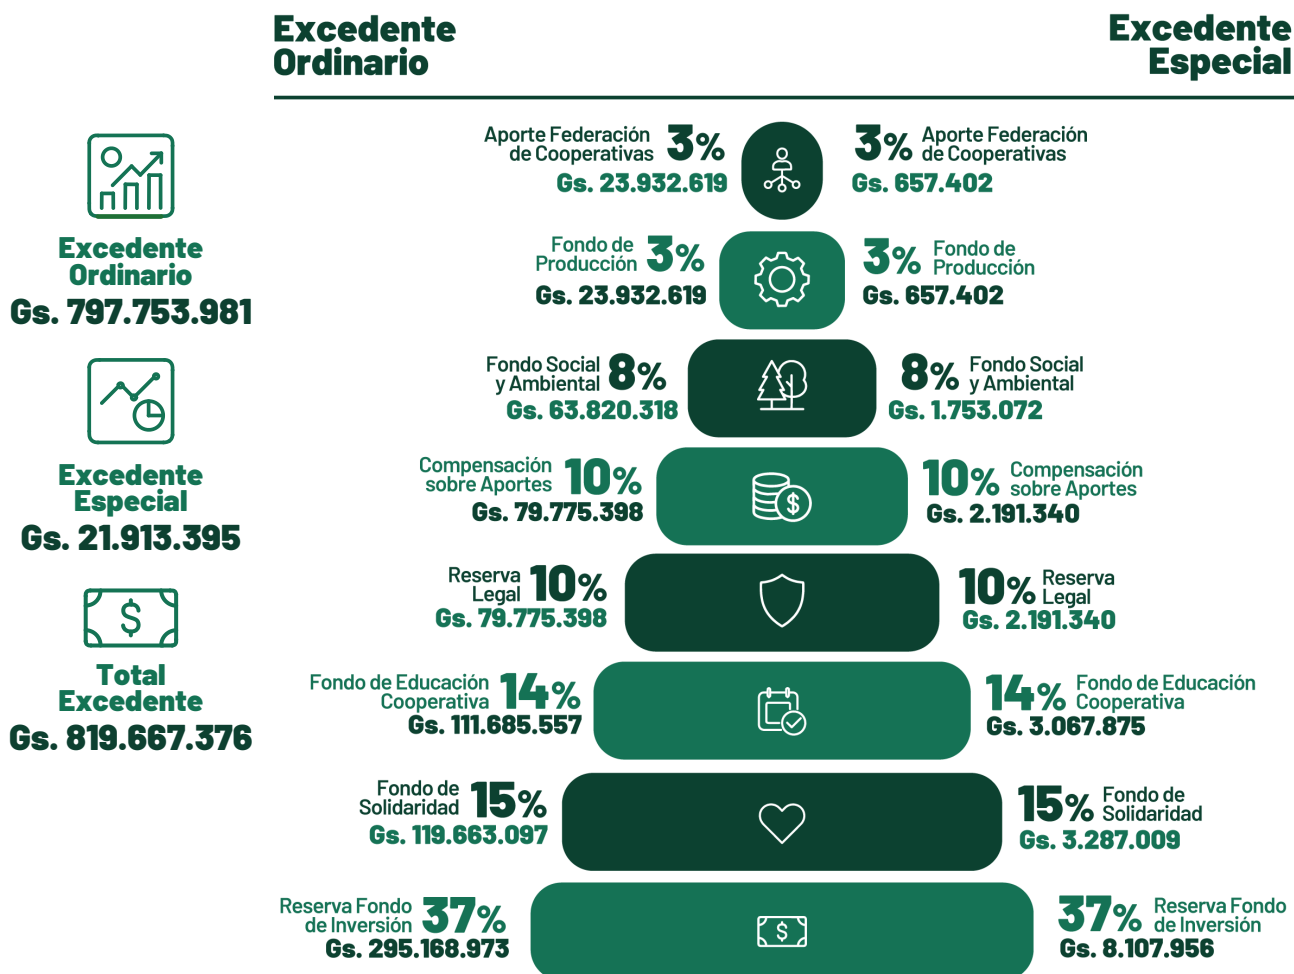 Excedente
Ordinario
Excedente
Especial
Excedente
Ordinario
Gs. 797.753.981
Excedente
Especial
Gs. 21.913.395
$
Total
Excedente
Gs. 819.667.376
Aporte Federación
de Cooperativas
3%
Gs. 23.932.619
3%
Aporte Federación
de Cooperativas
Gs. 657.402
Fondo de
Producción
3%
Gs. 23.932.619
3%
Fondo de
Producción
Gs. 657.402
Fondo Social
y Ambiental
8%
Gs. 63.820.318
8%
Fondo Social
y Ambiental
Gs. 1.753.072
Compensación
sobre Aportes
10%
Gs. 79.775.398
$
10%
Compensación
sobre Aportes
Gs. 2.191.340
Reserva
Legal
10%
Gs. 79.775.398
10%
Reserva
Legal
Gs. 2.191.340
Fondo de Educación
Cooperativa
14%
Gs. 111.685.557
14%
Fondo de Educación
Cooperativa
Gs. 3.067.875
Fondo de
Solidaridad
15%
Gs. 119.663.097
15%
Fondo de
Solidaridad
Gs. 3.287.009
Reserva Fondo
de Inversión
37%
Gs. 295.168.973
$
37%
Reserva Fondo
de Inversión
Gs. 8.107.956